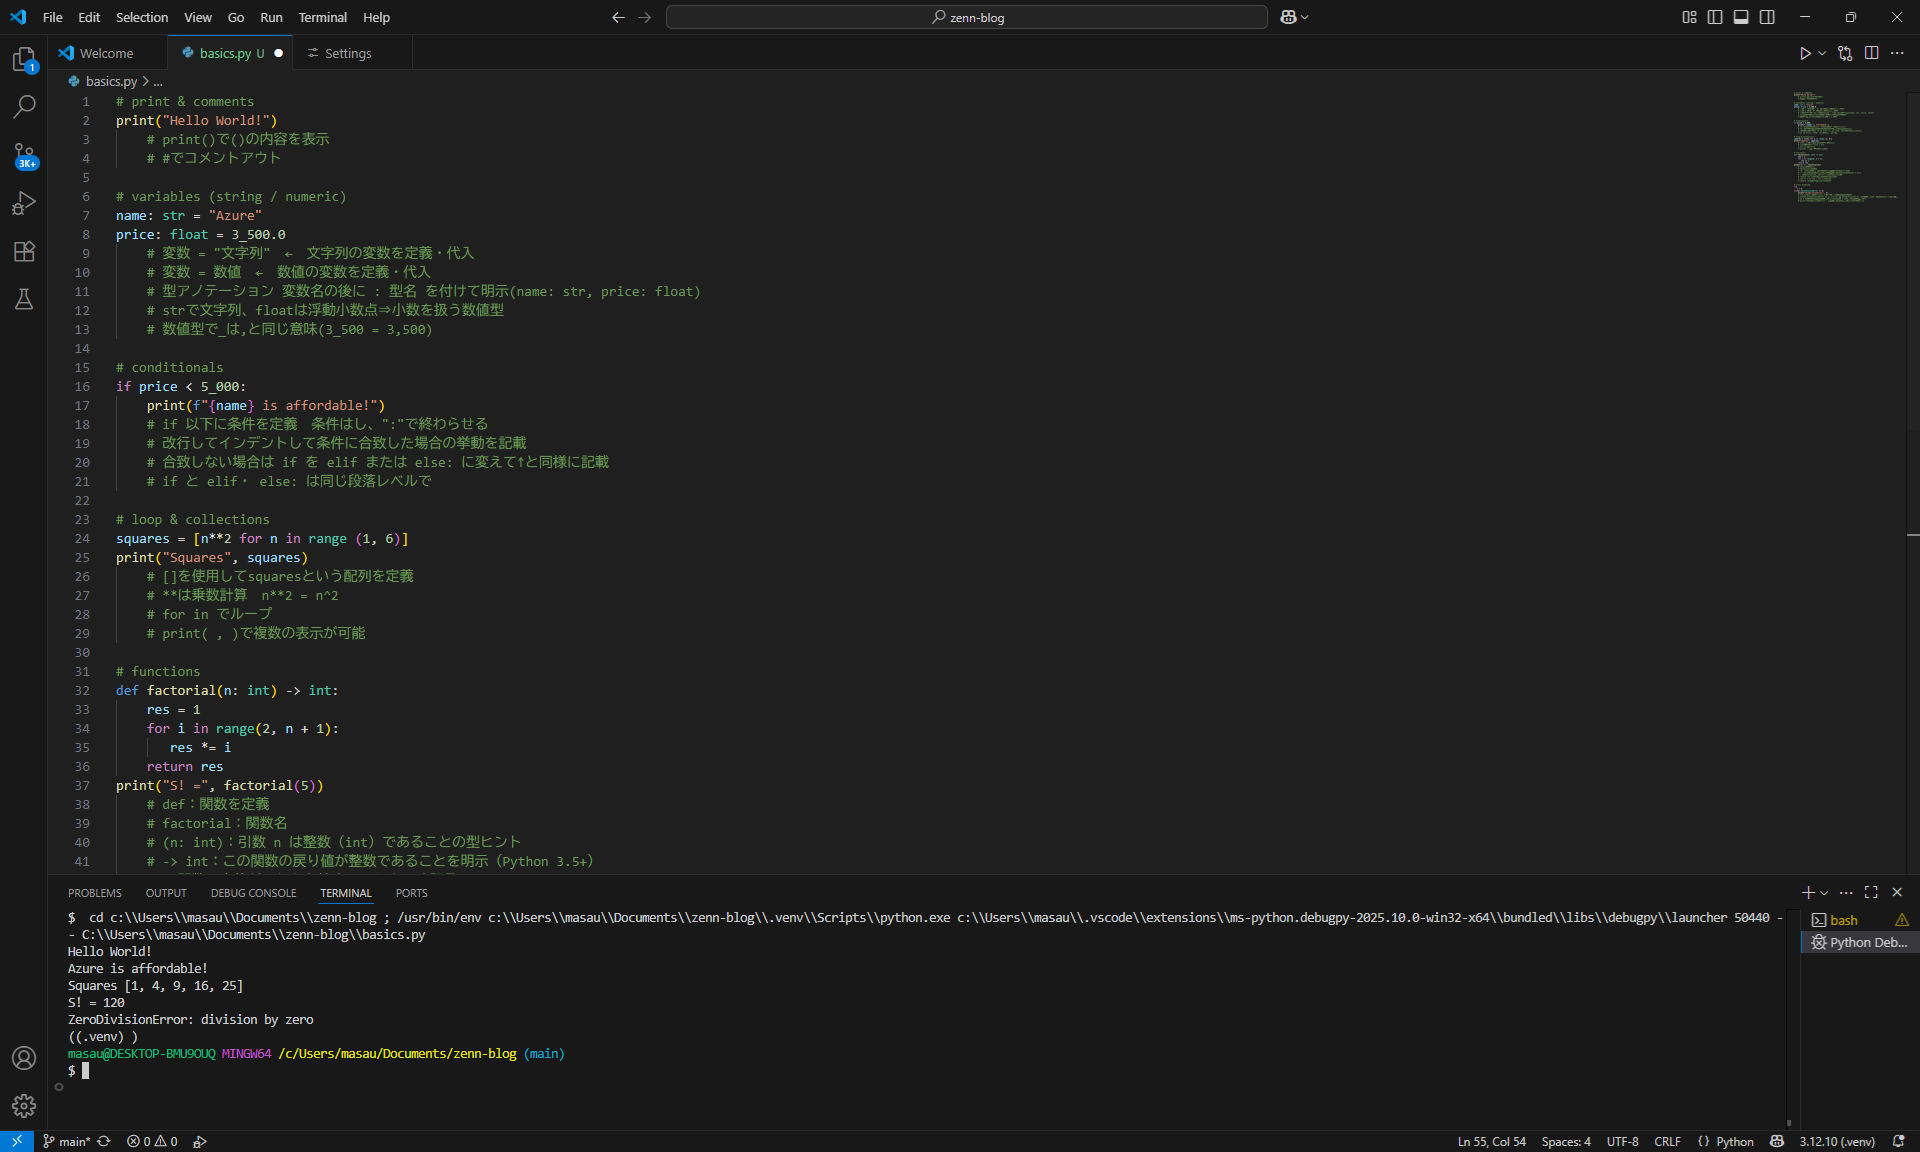 File Edit Selection View Go Run Terminal Help
zenn-blog
Welcome
basics.py U
Settings
basics.py > ...
1
3K+
1 # print & comments
2 print("Hello World!")
3 # print()で()の内容を表示
4 # #でコメントアウト
5
6 # variables (string / numeric)
7 name: str = "Azure"
8 price: float = 3_500.0
9 # 変数 = "文字列" ← 文字列の変数を定義・代入
10 # 変数 = 数値 ← 数値の変数を定義・代入
11 # 型アノテーション 変数名の後に : 型名 を付けて明示(name: str, price: float)
12 # strで文字列、floatは浮動小数点⇒小数を扱う数値型
13 # 数値型で_は,と同じ意味(3_500 = 3,500)
14
15 # conditionals
16 if price < 5_000:
17 print(f"{name} is affordable!")
18 # if 以下に条件を定義 条件はし、":"で終わらせる
19 # 改行してインデントして条件に合致した場合の挙動を記載
20 # 合致しない場合は if を elif または else: に変えて↑と同様に記載
21 # if と elif・ else: は同じ段落レベルで
22
23 # loop & collections
24 squares = [n**2 for n in range (1, 6)]
25 print("Squares", squares)
26 # []を使用してsquaresという配列を定義
27 # **は乗数計算 n**2 = n^2
28 # for in でループ
29 # print( , )で複数の表示が可能
30
31 # functions
32 def factorial(n: int) -> int:
33 res = 1
34 for i in range(2, n + 1):
35 res *= i
36 return res
37 print("S! =", factorial(5))
38 # def：関数を定義
39 # factorial：関数名
40 # (n: int)：引数 n は整数（int）であることの型ヒント
41 # -> int：この関数の戻り値が整数であることを明示（Python 3.5+）
PROBLEMS OUTPUT DEBUG CONSOLE TERMINAL PORTS
$ cd c:\\Users\\masau\\Documents\\zenn-blog ; /usr/bin/env c:\\Users\\masau\\Documents\\zenn-blog\\.venv\\Scripts\\python.exe c:\\Users\\masau\\.vscode\\extensions\\ms-python.debugpy-2025.10.0-win32-x64\\bundled\\libs\\debugpy\\launcher 50440 -
- C:\\Users\\masau\\Documents\\zenn-blog\\basics.py
Hello World!
Azure is affordable!
Squares [1, 4, 9, 16, 25]
S! = 120
ZeroDivisionError: division by zero
((.venv) )
masau@DESKTOP-BMU9OUQ MINGW64 /c/Users/masau/Documents/zenn-blog (main)
$
bash
Python Deb...
main* 0 0
Ln 55, Col 54 Spaces: 4 UTF-8 CRLF {} Python 3.12.10 (.venv)